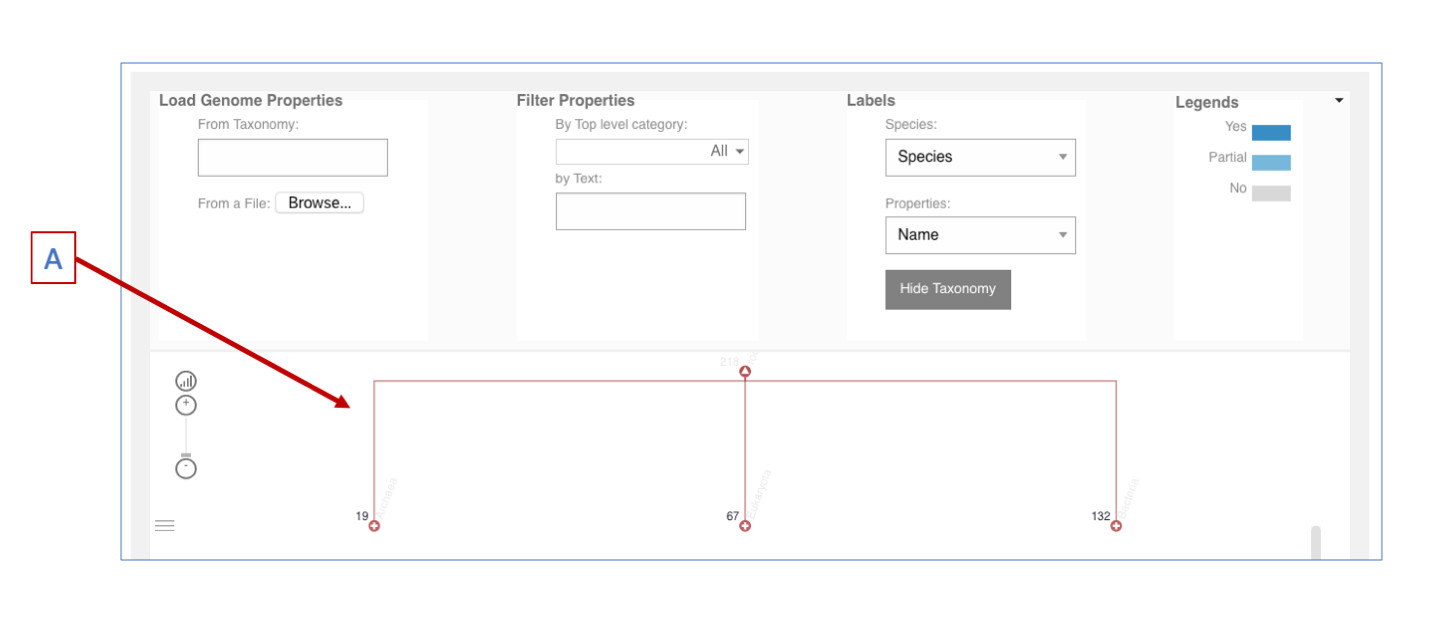 Load Genome Properties
From Taxonomy:
From a File: Browse...
Filter Properties
By Top level category:
All
by Text:
Labels
Species:
Species
Properties:
Name
Hide Taxonomy
Legends
Yes
Partial
No
A
218
+
-
19 Archaea
67 Eukaryota
132 Bacteria